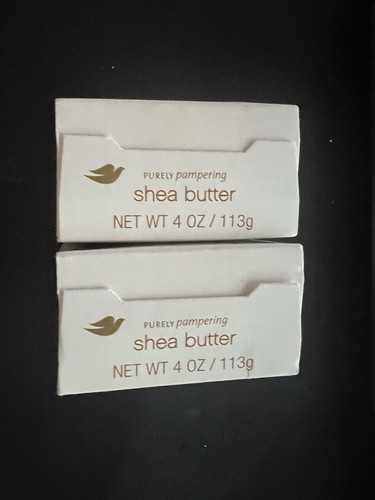 PURELY pampering
shea butter
NET WT 4 OZ / 113g
PURELY pampering
shea butter
NET WT 4 OZ / 113g